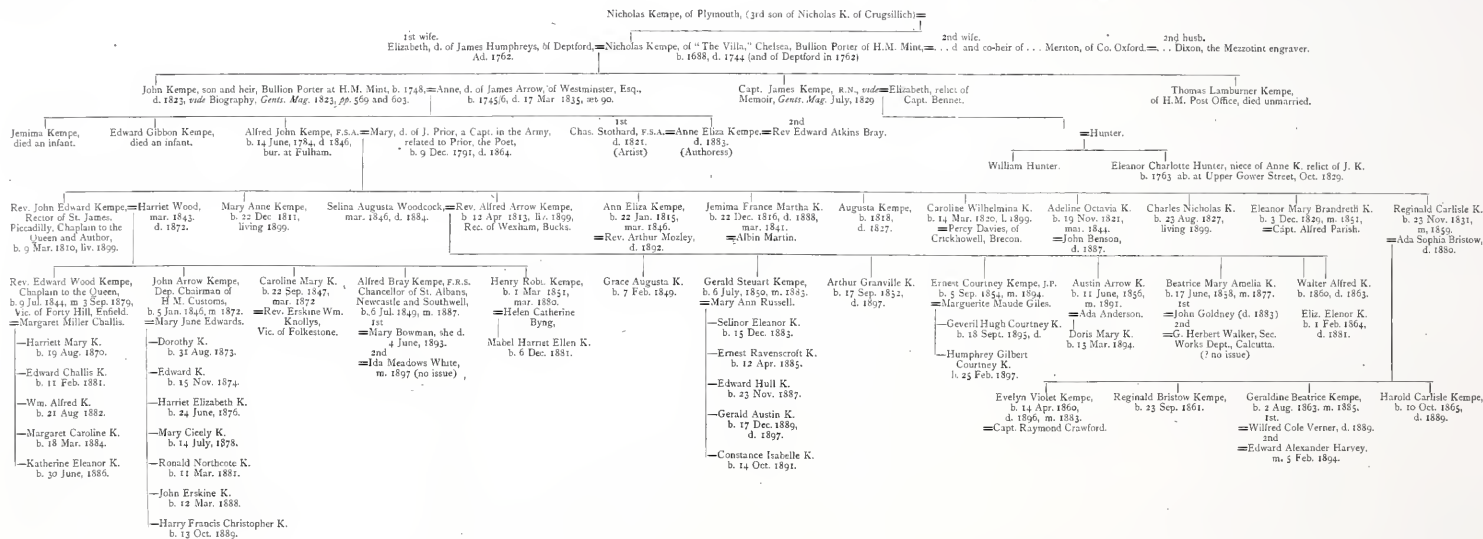 Nicholas Kempe, of Plymouth, (3rd son of Nicholas K. of Crugsillich)=
1st wife.
Elizabeth, d. of James Humphreys, of Deptford,=Nicholas Kempe, of "The Villa," Chelsea, Bullion Porter of H.M. Mint,=. . . d and co-heir of . . . Menton, of Co. Oxford.=. . . Dixon, the Mezzotint engraver.
2nd wife.
2nd husb.
Ad. 1762.
b. 1688, d. 1744 (and of Deptford in 1762)
John Kempe, son and heir, Bullion Porter at H.M. Mint, b. 1748,=Anne, d. of James Arrow, of Westminster, Esq.,
d. 1823, vide Biography, Gents. Mag. 1823, pp. 569 and 603.
b. 1745/6, d. 17 Mar 1835, æt 90.
Capt. James Kempe, R.N., vide=Elizabeth, relict of
Memoir, Gents. Mag. July, 1829
Capt. Bennet.
Thomas Lamburner Kempe,
of H.M. Post Office, died unmarried.
Jemima Kempe,
died an infant.
Edward Gibbon Kempe,
died an infant.
Alfred John Kempe, F.S.A.=Mary, d. of J. Prior, a Capt. in the Army,
b. 14 June, 1784, d 1846,
bur. at Fulham.
related to Prior, the Poet,
b. 9 Dec. 1791, d. 1864.
1st
Chas. Stothard, F.S.A.=Anne Eliza Kempe.=Rev Edward Atkins Bray.
2nd
d. 1821.
(Artist)
d. 1883.
(Authoress)
=Hunter.
William Hunter.
Eleanor Charlotte Hunter, niece of Anne K. relict of J. K.
b. 1763 ab. at Upper Gower Street, Oct. 1829.
Rev. John Edward Kempe,=Harriet Wood,
Rector of St. James.
Piccadilly, Chaplain to the
Queen and Author,
b. 9 Mar. 1810, liv. 1899.
mar. 1843.
d. 1872.
Mary Anne Kempe,
b. 22 Dec 1811,
living 1899.
Selina Augusta Woodcock,=Rev. Alfred Arrow Kempe,
mar. 1846, d. 1884.
b. 12 Apr 1813, liv. 1899,
Rec. of Wexham, Bucks.
Ann Eliza Kempe,
b. 22 Jan. 1815,
mar. 1846.
=Rev. Arthur Mozley,
d. 1892.
Jemima France Martha K.
b. 22 Dec. 1816, d. 1888,
mar. 1841.
=Albin Martin.
Augusta Kempe,
b. 1818,
d. 1827.
Caroline Wilhelmina K.
b. 14 Mar. 1820, l. 1899.
=Percy Davies, of
Crickhowell, Brecon.
Adeline Octavia K.
b. 19 Nov. 1821,
mar. 1844.
=John Benson,
d. 1887.
Charles Nicholas K.
b. 23 Aug. 1827,
living 1899.
Eleanor Mary Brandreth K.
b. 3 Dec. 1829, m. 1851,
=Capt. Alfred Parish.
Reginald Carlisle K.
b. 23 Nov. 1831,
m, 1859.
=Ada Sophia Bristow,
d. 1880.
Rev. Edward Wood Kempe,
Chaplain to the Queen,
b. 9 Jul. 1844, m 3 Sep. 1879,
Vic. of Forty Hill, Enfield.
=Margaret Miller Challis.
—Harriett Mary K.
b. 19 Aug. 1870.
—Edward Challis K.
b. 11 Feb. 1881.
—Wm. Alfred K.
b. 21 Aug 1882.
—Margaret Caroline K.
b. 18 Mar. 1884.
—Katherine Eleanor K.
b. 30 June, 1886.
John Arrow Kempe,
Dep. Chairman of
H M. Customs,
b. 5 Jan. 1846, m 1872.
=Mary June Edwards.
—Dorothy K.
b. 31 Aug. 1873.
—Edward K.
b. 15 Nov. 1874.
—Harriet Elizabeth K.
b. 24 June, 1876.
—Mary Cicely K.
b. 14 July, 1878.
—Ronald Northcote K.
b. 11 Mar. 1881.
—John Erskine K.
b. 12 Mar. 1888.
—Harry Francis Christopher K.
b. 13 Oct. 1889.
Caroline Mary K.
b. 22 Sep. 1847,
mar. 1872
=Rev. Erskine Wm.
Knollys,
Vic. of Folkestone.
Alfred Bray Kempe, F.R.S.
Chancellor of St. Albans,
Newcastle and Southwell,
b. 6 Jul. 1849, m. 1887.
1st
=Mary Bowman, she d.
4 June, 1893.
2nd
=Ida Meadows White,
m. 1897 (no issue)
Henry Robt. Kempe,
b. 1 Mar 1851,
mar. 1880.
=Helen Catherine
Byng,
Mabel Harriet Ellen K.
b. 6 Dec. 1881.
Grace Augusta K.
b. 7 Feb. 1849.
Gerald Steuart Kempe,
b. 6 July, 1850, m. 1883.
=Mary Ann Russell.
—Selinor Eleanor K.
b. 15 Dec. 1883.
—Ernest Ravenscroft K.
b. 12 Apr. 1885.
—Edward Hull K.
b. 23 Nov. 1887.
—Gerald Austin K.
b. 17 Dec. 1889,
d. 1897.
—Constance Isabelle K.
b. 14 Oct. 1891.
Arthur Granville K.
b. 17 Sep. 1852,
d. 1897.
Ernest Courtney Kempe, J.P.
b. 5 Sep. 1854, m. 1894.
=Marguerite Maude Giles.
—Geveril Hugh Courtney K.
b. 18 Sept. 1895, d.
—Humphrey Gilbert
Courtney K.
b. 25 Feb. 1897.
Austin Arrow K.
b. 11 June, 1856,
m. 1891.
=Ada Anderson.
Doris Mary K.
b. 13 Mar. 1894.
Beatrice Mary Amelia K.
b. 17 June, 1858, m. 1877.
1st
=John Goldney (d. 1883)
2nd
=G. Herbert Walker, Sec.
Works Dept., Calcutta.
(? no issue)
Walter Alfred K.
b. 1860, d. 1863.
Eliz. Elenor K.
b. 1 Feb. 1864,
d. 1881.
Evelyn Violet Kempe,
b. 14 Apr. 1860,
d. 1896, m. 1883.
=Capt. Raymond Crawford.
Reginald Bristow Kempe,
b. 23 Sep. 1861.
Geraldine Beatrice Kempe,
b. 2 Aug. 1863. m. 1885,
1st.
=Wilfred Cole Verner, d. 1889.
2nd
=Edward Alexander Harvey,
m. 5 Feb. 1894.
Harold Carlisle Kempe,
b. 10 Oct. 1865,
d. 1889.